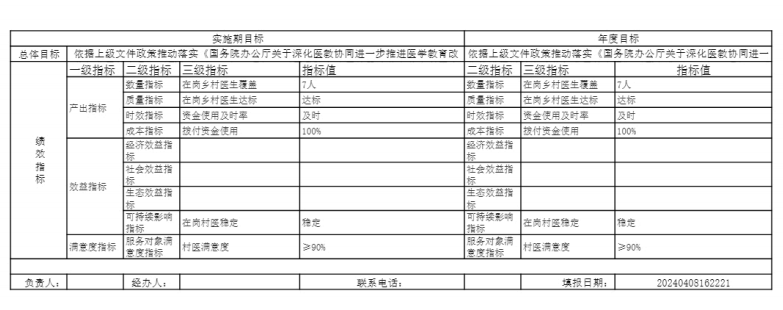 实施期目标 年度目标
总体目标 依据上级文件政策推动落实《国务院办公厅关于深化医教协同进一步推进医学教育改 依据上级文件政策推动落实《国务院办公厅关于深化医教协同进一
绩效指标 一级指标 二级指标 三级指标 指标值 二级指标 三级指标 指标值
产出指标 数量指标 在岗乡村医生覆盖 7人 数量指标 在岗乡村医生覆盖 7人
质量指标 在岗乡村医生达标 达标 质量指标 在岗乡村医生达标 达标
时效指标 资金使用及时率 及时 时效指标 资金使用及时率 及时
成本指标 拨付资金使用 100% 成本指标 拨付资金使用 100%
效益指标 经济效益指标 经济效益指标
社会效益指标 社会效益指标
生态效益指标 生态效益指标
可持续影响指标 在岗村医稳定 稳定 可持续影响指标 在岗村医稳定 稳定
满意度指标 服务对象满意度指标 村医满意度 ≥90% 服务对象满意度指标 村医满意度 ≥90%
负责人： 经办人： 联系电话： 填报日期： 20240408162221